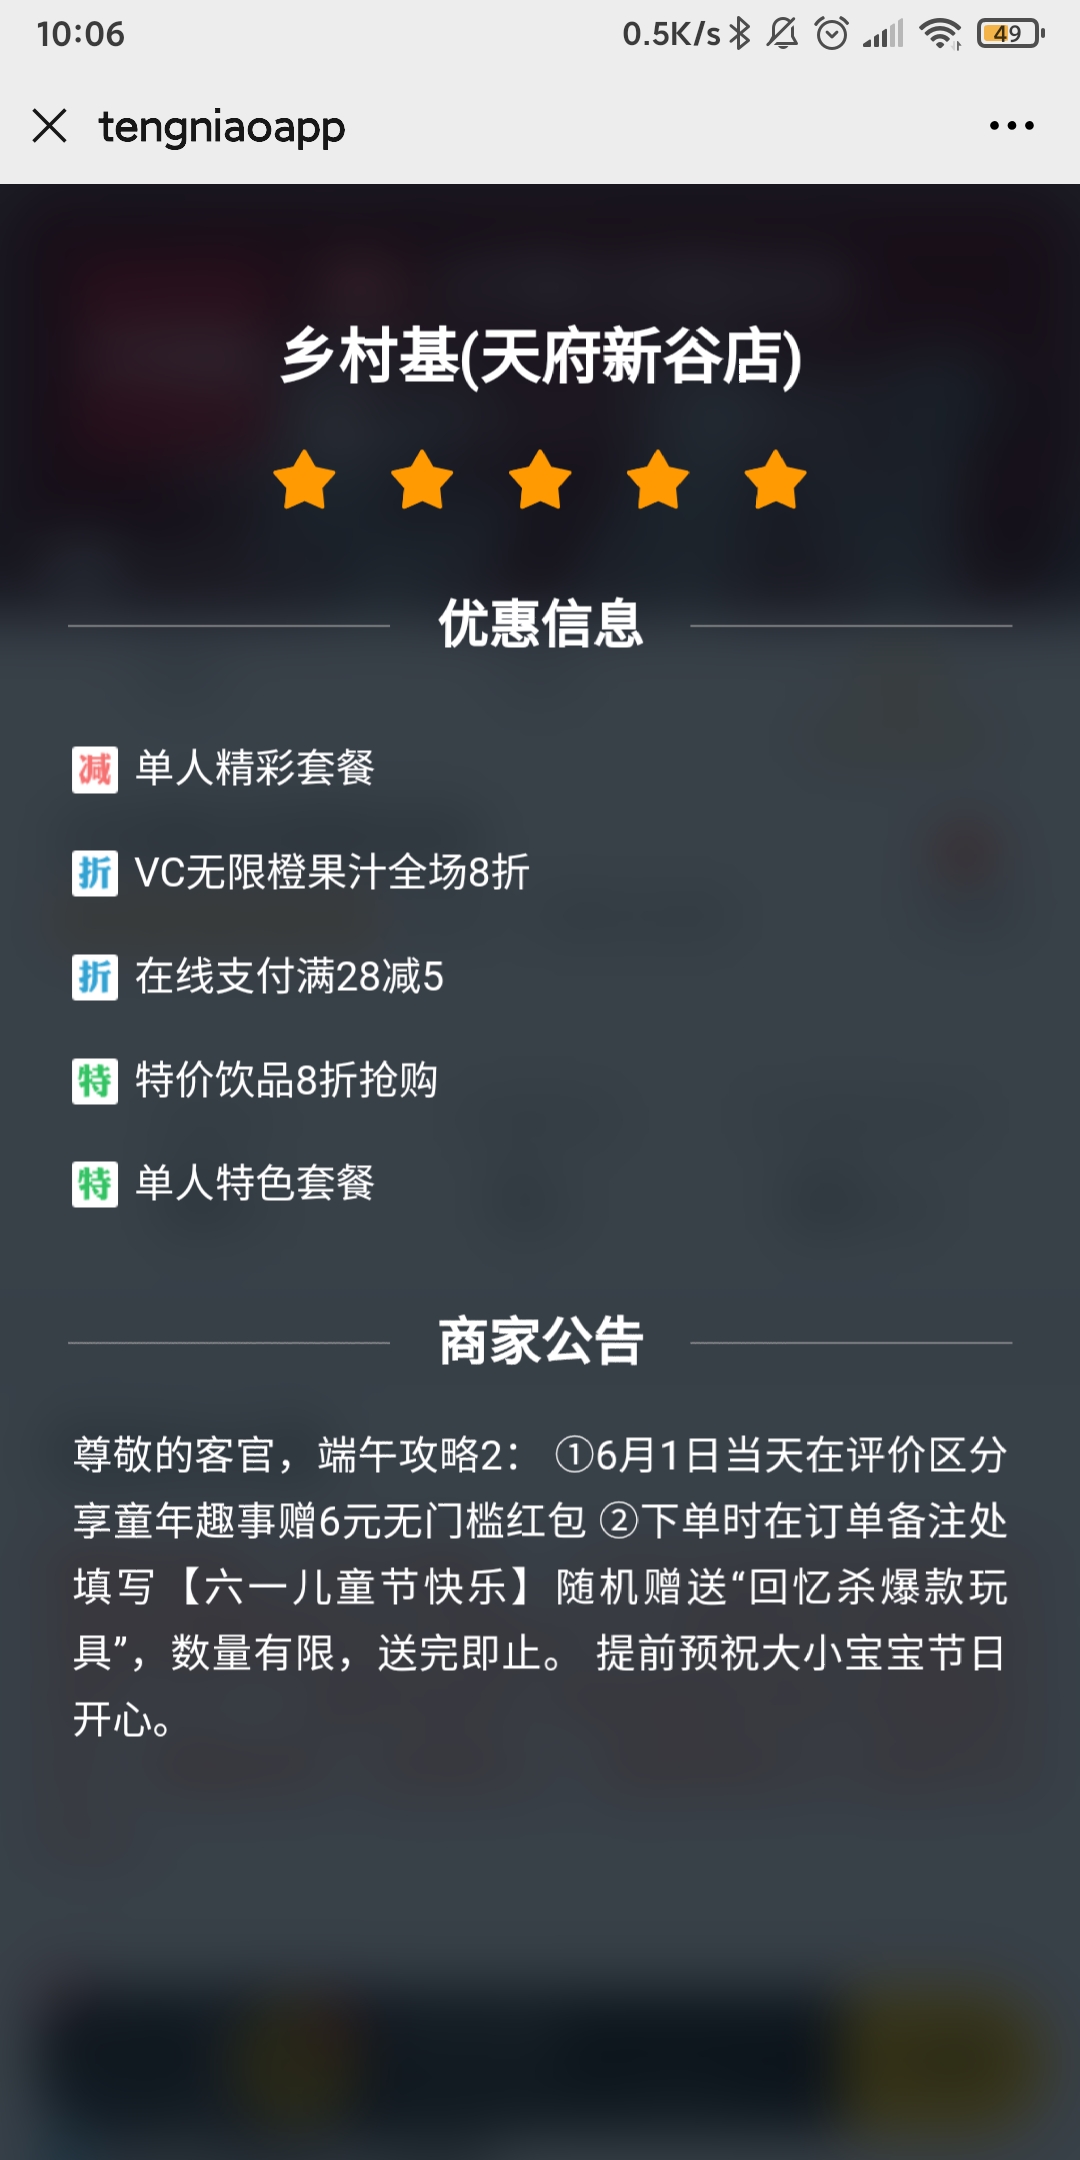 10:06
0.5K/s
49
tengniaoapp
乡村基(天府新谷店)
优惠信息
减 单人精彩套餐
折 VC无限橙果汁全场8折
折 在线支付满28减5
特 特价饮品8折抢购
特 单人特色套餐
商家公告
尊敬的客官，端午攻略2： ①6月1日当天在评价区分
享童年趣事赠6元无门槛红包 ②下单时在订单备注处
填写【六一儿童节快乐】随机赠送“回忆杀爆款玩
具”，数量有限，送完即止。 提前预祝大小宝宝节日
开心。